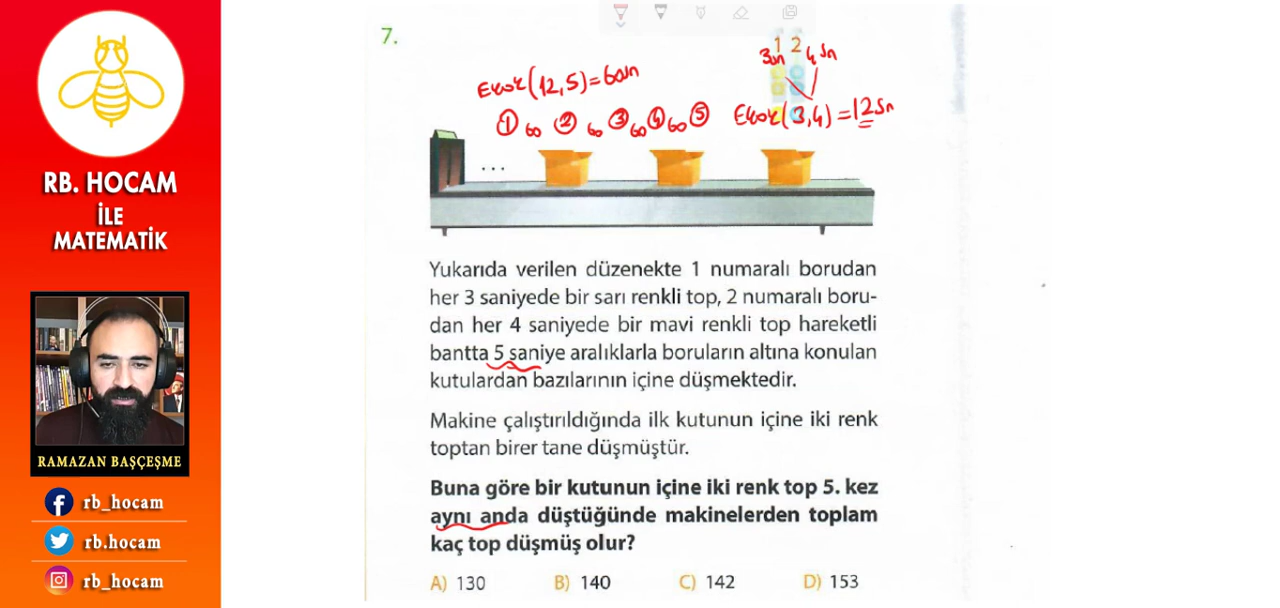 7.
1 2
3sn 4 sn
Ekok(12,5)=60sn
1 60 2 60 3 60 4 60 5
Ekok(3,4)=12sn
...
RB. HOCAM
İLE
MATEMATİK
RAMAZAN BAŞÇEŞME
rb_hocam
rb.hocam
rb_hocam
Yukarıda verilen düzenekte 1 numaralı borudan
her 3 saniyede bir sarı renkli top, 2 numaralı boru-
dan her 4 saniyede bir mavi renkli top hareketli
bantta 5 saniye aralıklarla boruların altına konulan
kutulardan bazılarının içine düşmektedir.
Makine çalıştırıldığında ilk kutunun içine iki renk
toptan birer tane düşmüştür.
Buna göre bir kutunun içine iki renk top 5. kez
aynı anda düştüğünde makinelerden toplam
kaç top düşmüş olur?
A) 130 B) 140 C) 142 D) 153